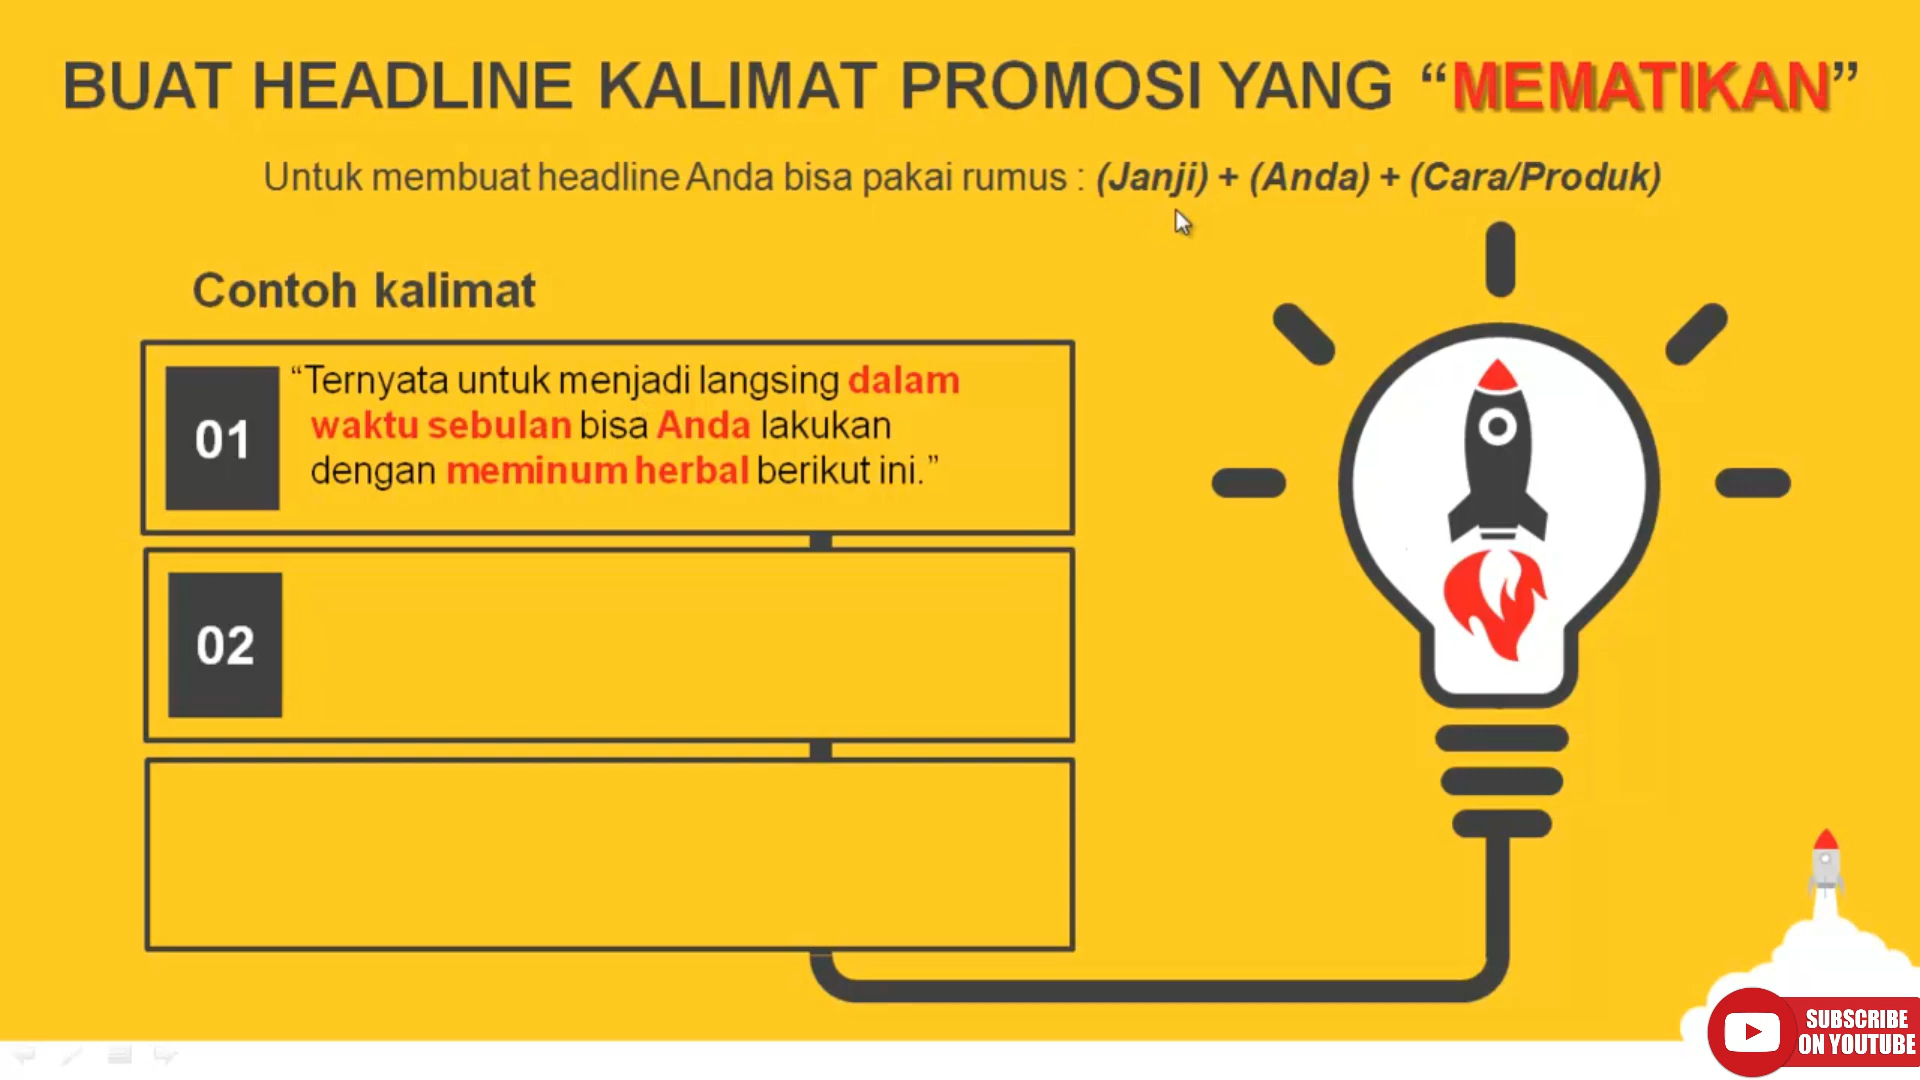 BUAT HEADLINE KALIMAT PROMOSI YANG “MEMATIKAN”
Untuk membuat headline Anda bisa pakai rumus : (Janji) + (Anda) + (Cara/Produk)
Contoh kalimat
01
“Ternyata untuk menjadi langsing dalam
waktu sebulan bisa Anda lakukan
dengan meminum herbal berikut ini.”
02
SUBSCRIBE
ON YOUTUBE